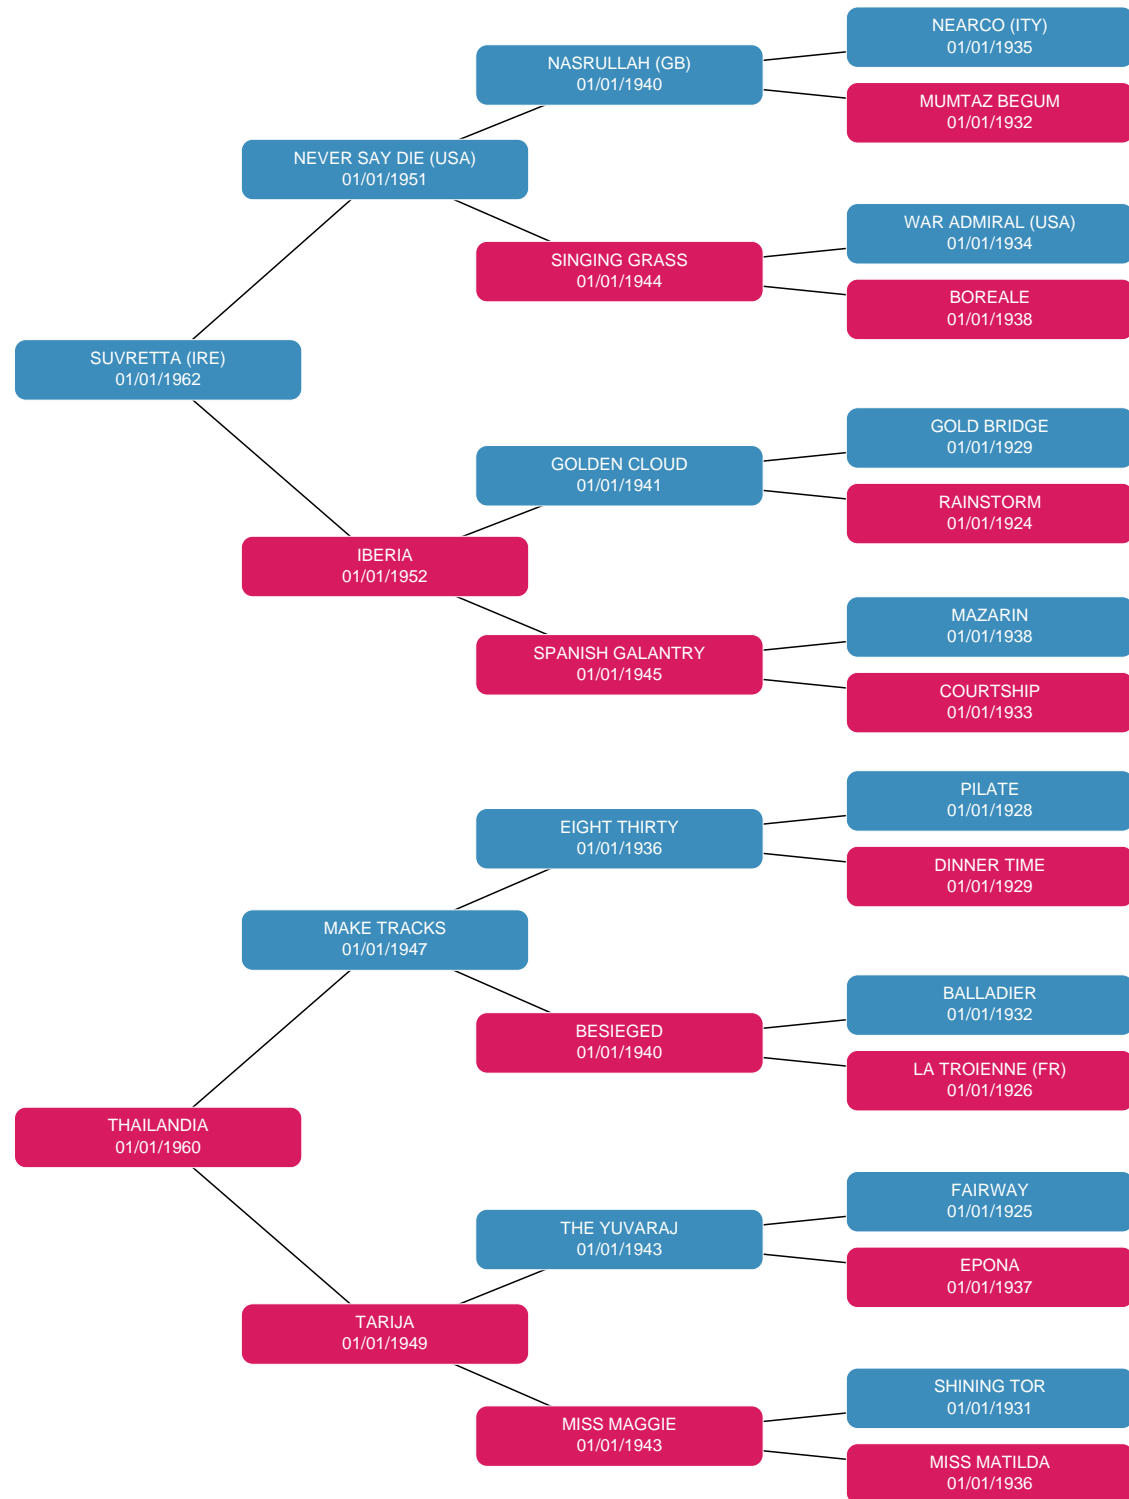 NEARCO (ITY)
01/01/1935
NASRULLAH (GB)
01/01/1940
MUMTAZ BEGUM
01/01/1932
NEVER SAY DIE (USA)
01/01/1951
WAR ADMIRAL (USA)
01/01/1934
SINGING GRASS
01/01/1944
BOREALE
01/01/1938
SUVRETTA (IRE)
01/01/1962
GOLD BRIDGE
01/01/1929
GOLDEN CLOUD
01/01/1941
RAINSTORM
01/01/1924
IBERIA
01/01/1952
MAZARIN
01/01/1938
SPANISH GALANTRY
01/01/1945
COURTSHIP
01/01/1933
PILATE
01/01/1928
EIGHT THIRTY
01/01/1936
DINNER TIME
01/01/1929
MAKE TRACKS
01/01/1947
BALLADIER
01/01/1932
BESIEGED
01/01/1940
LA TROIENNE (FR)
01/01/1926
THAILANDIA
01/01/1960
FAIRWAY
01/01/1925
THE YUVARAJ
01/01/1943
EPONA
01/01/1937
TARIJA
01/01/1949
SHINING TOR
01/01/1931
MISS MAGGIE
01/01/1943
MISS MATILDA
01/01/1936